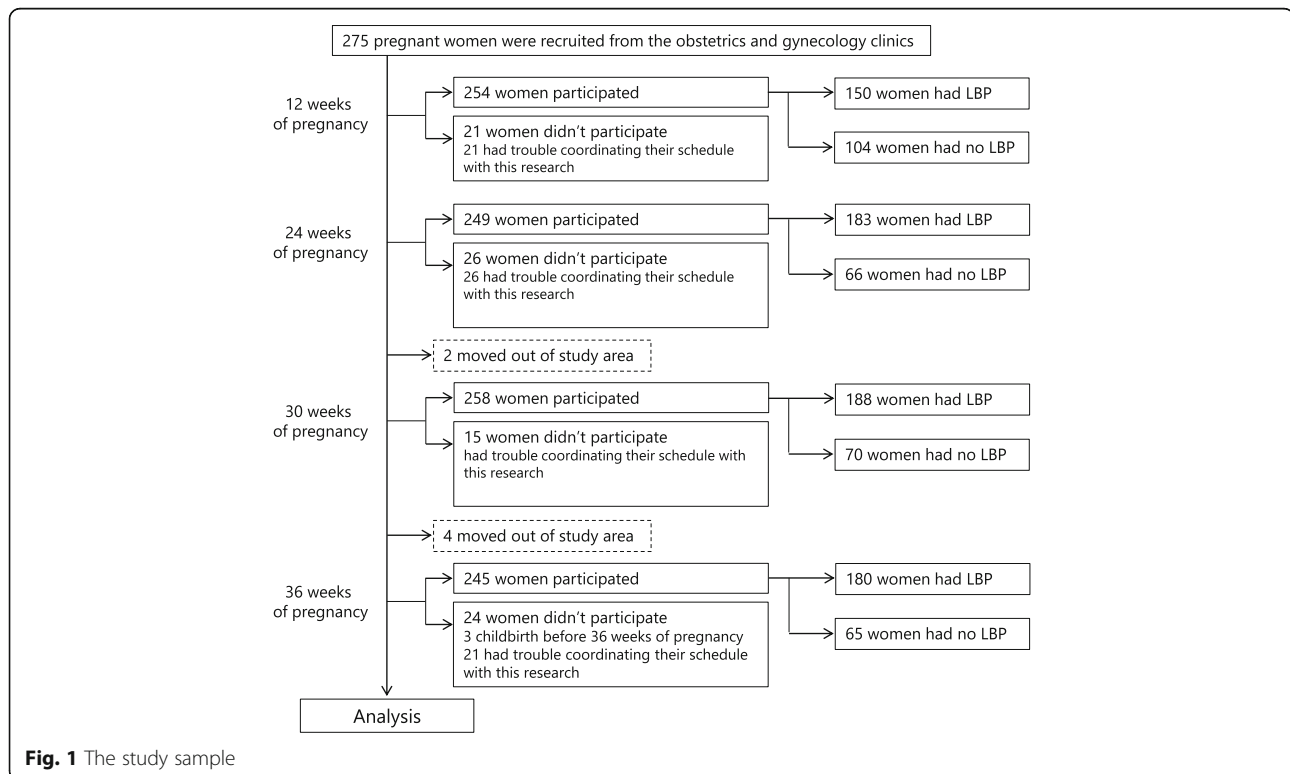 275 pregnant women were recruited from the obstetrics and gynecology clinics
12 weeks
of pregnancy
254 women participated
21 women didn't participate
21 had trouble coordinating their schedule
with this research
150 women had LBP
104 women had no LBP
24 weeks
of pregnancy
249 women participated
26 women didn't participate
26 had trouble coordinating their schedule
with this research
183 women had LBP
66 women had no LBP
2 moved out of study area
30 weeks
of pregnancy
258 women participated
15 women didn't participate
had trouble coordinating their schedule with
this research
188 women had LBP
70 women had no LBP
4 moved out of study area
36 weeks
of pregnancy
245 women participated
24 women didn't participate
3 childbirth before 36 weeks of pregnancy
21 had trouble coordinating their schedule
with this research
180 women had LBP
65 women had no LBP
Analysis
Fig. 1 The study sample